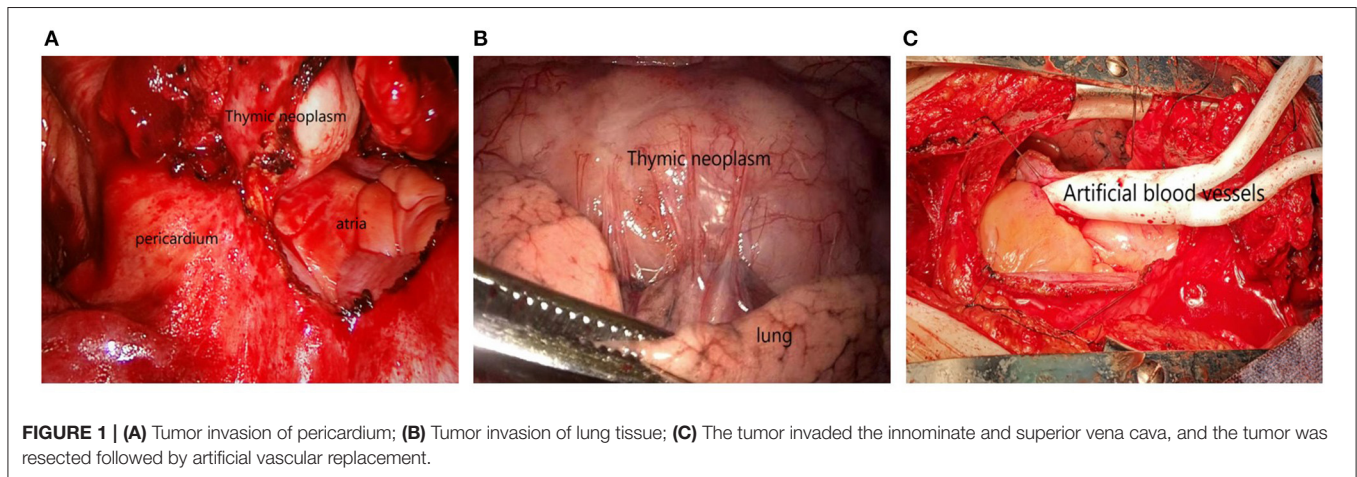 A
B
C
Thymic neoplasm
pericardium
atria
Thymic neoplasm
lung
Artificial blood vessels
FIGURE 1 | (A) Tumor invasion of pericardium; (B) Tumor invasion of lung tissue; (C) The tumor invaded the innominate and superior vena cava, and the tumor was
resected followed by artificial vascular replacement.